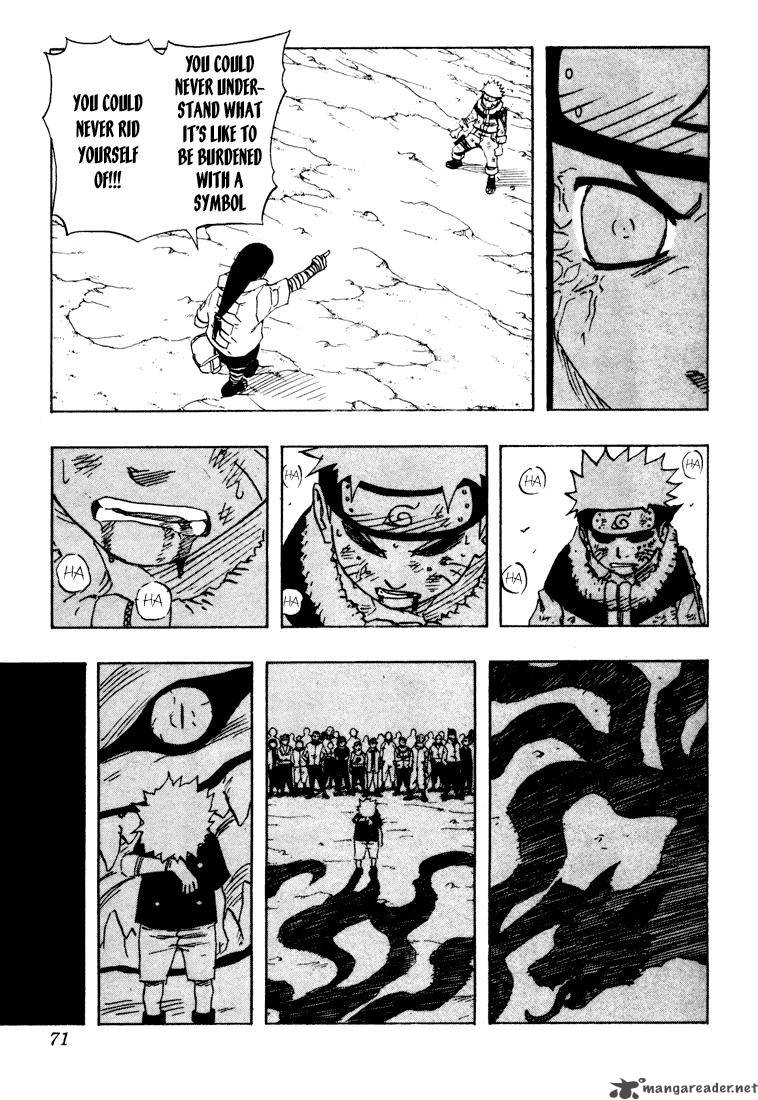 YOU COULD
NEVER UNDER-
STAND WHAT
IT'S LIKE TO
BE BURDENED
WITH A
SYMBOL
YOU COULD
NEVER RID
YOURSELF
OF!!!
HA
HA
HA
HA
HA
HA
HA
71
mangareader.net